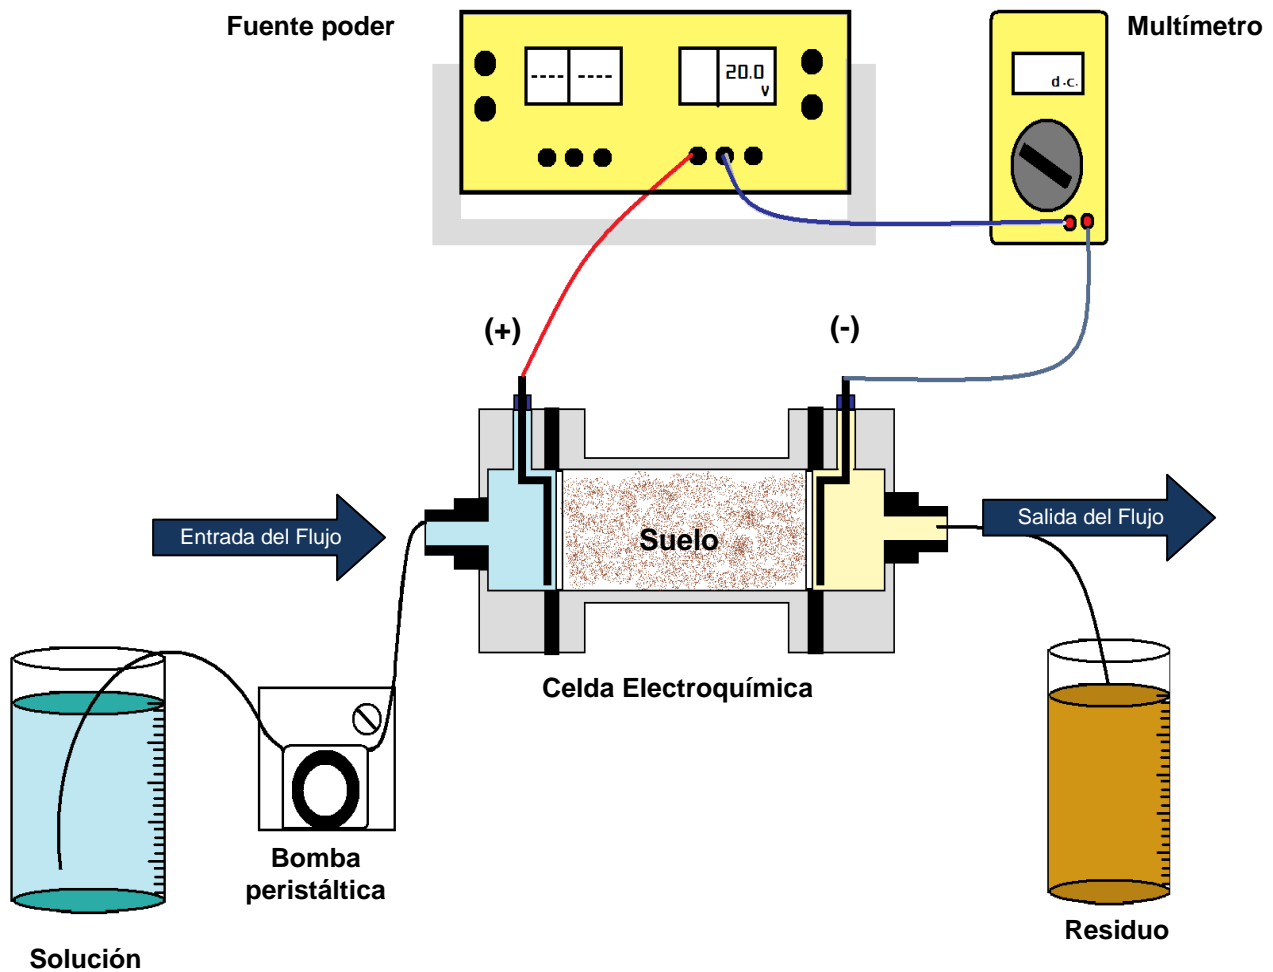 Fuente poder
Multímetro
---- ----
20.0
V
d.c.
(+)
(-)
Entrada del Flujo
Suelo
Salida del Flujo
Celda Electroquímica
Bomba
peristáltica
Solución
Residuo